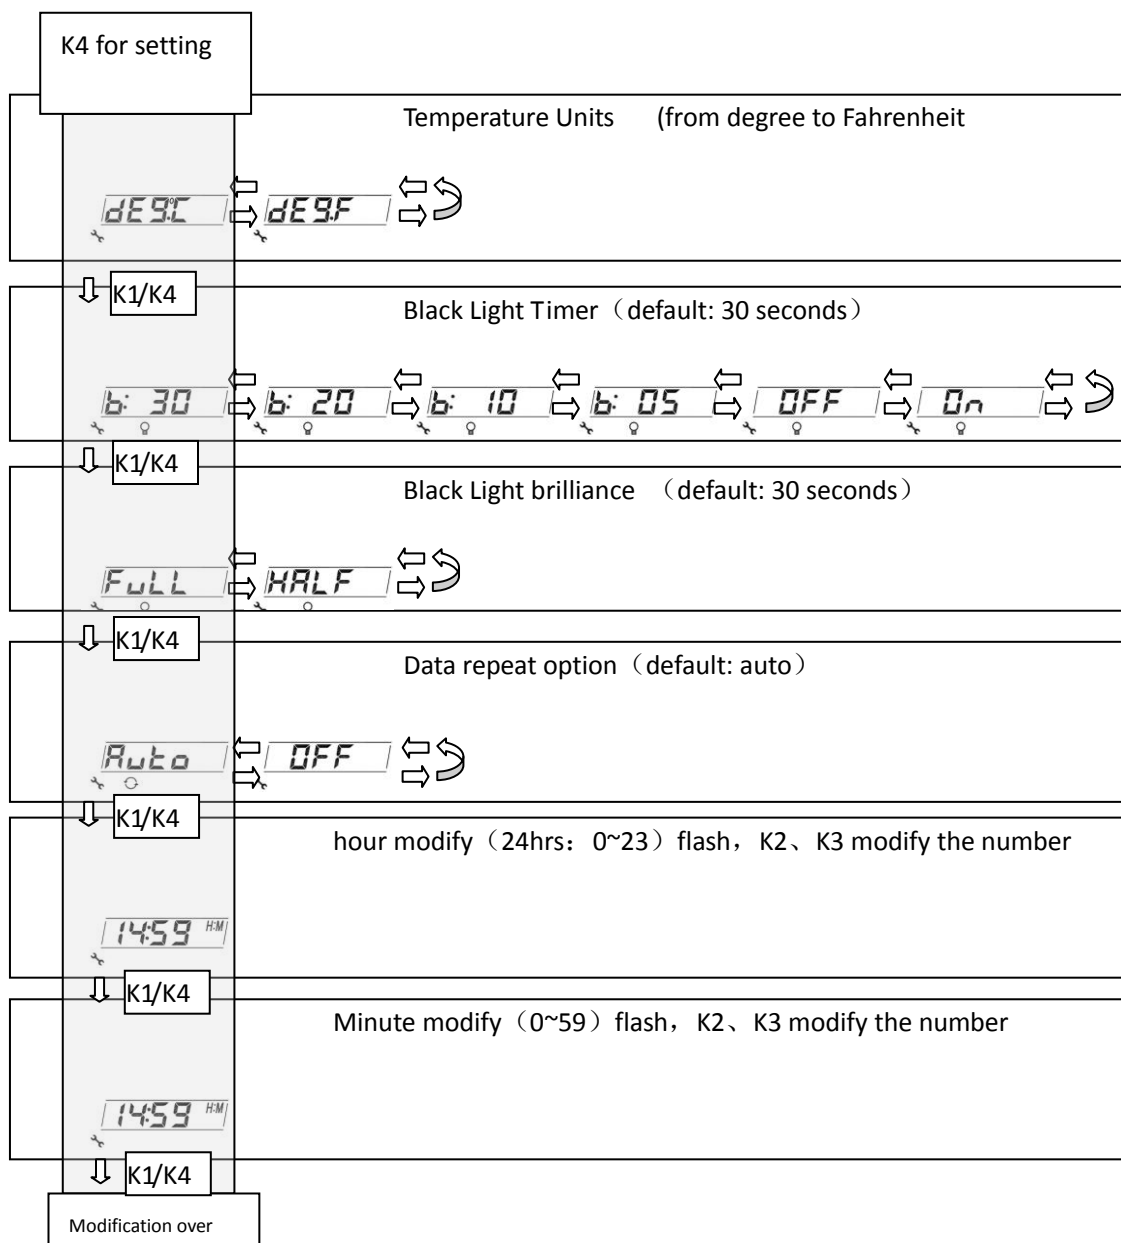 K4 for setting
Temperature Units (from degree to Fahrenheit
dEg℃ dEg.F
K1/K4
Black Light Timer（default: 30 seconds）
b: 30 b: 20 b: 10 b: 05 OFF On
K1/K4
Black Light brilliance （default: 30 seconds）
FuLL HALF
K1/K4
Data repeat option（default: auto）
Auto OFF
K1/K4
hour modify（24hrs：0~23）flash，K2、K3 modify the number
14:59 H:M
K1/K4
Minute modify（0~59）flash，K2、K3 modify the number
14:59 H:M
K1/K4
Modification over